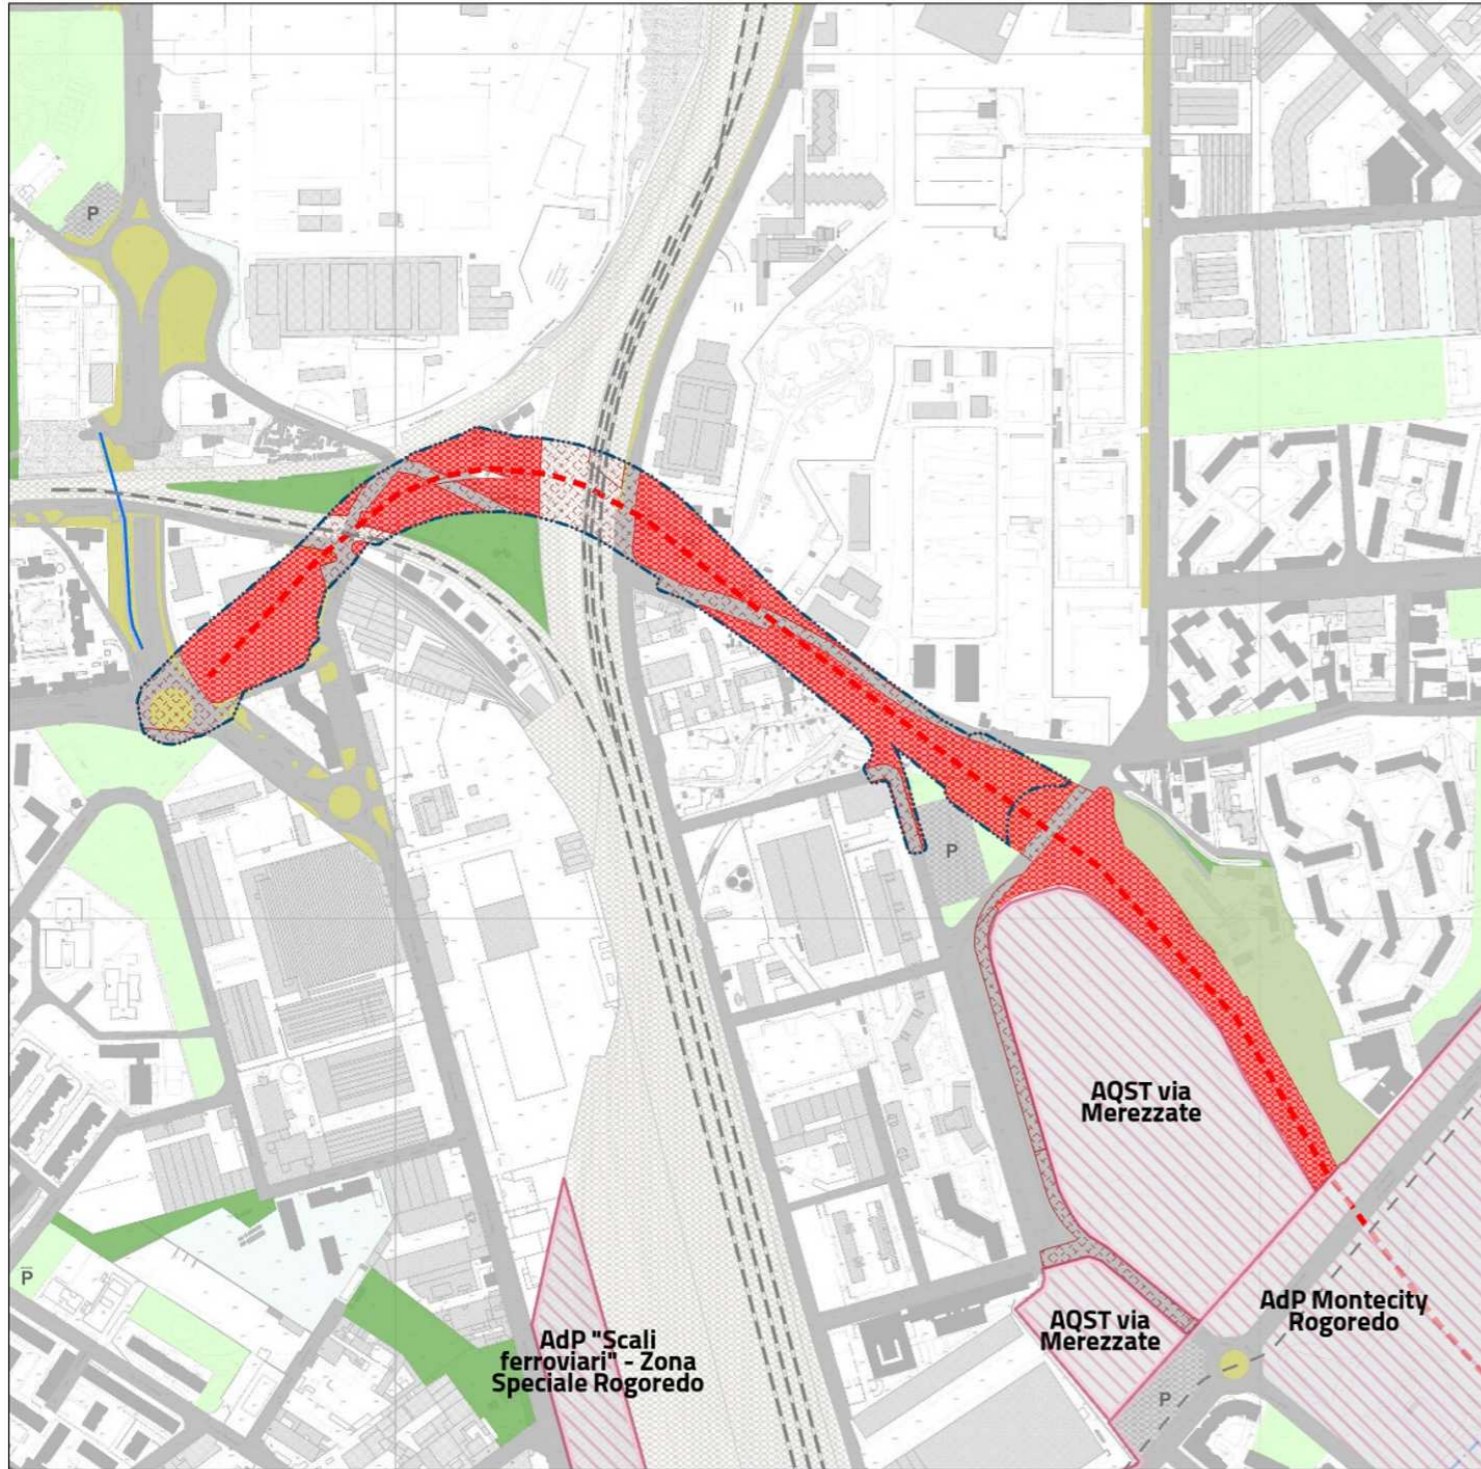 P
P
AQST via
Merezzate
P
AdP Montecity
Rogoredo
AQST via
Merezzate
AdP "Scali
ferroviari" - Zona
Speciale Rogoredo
P